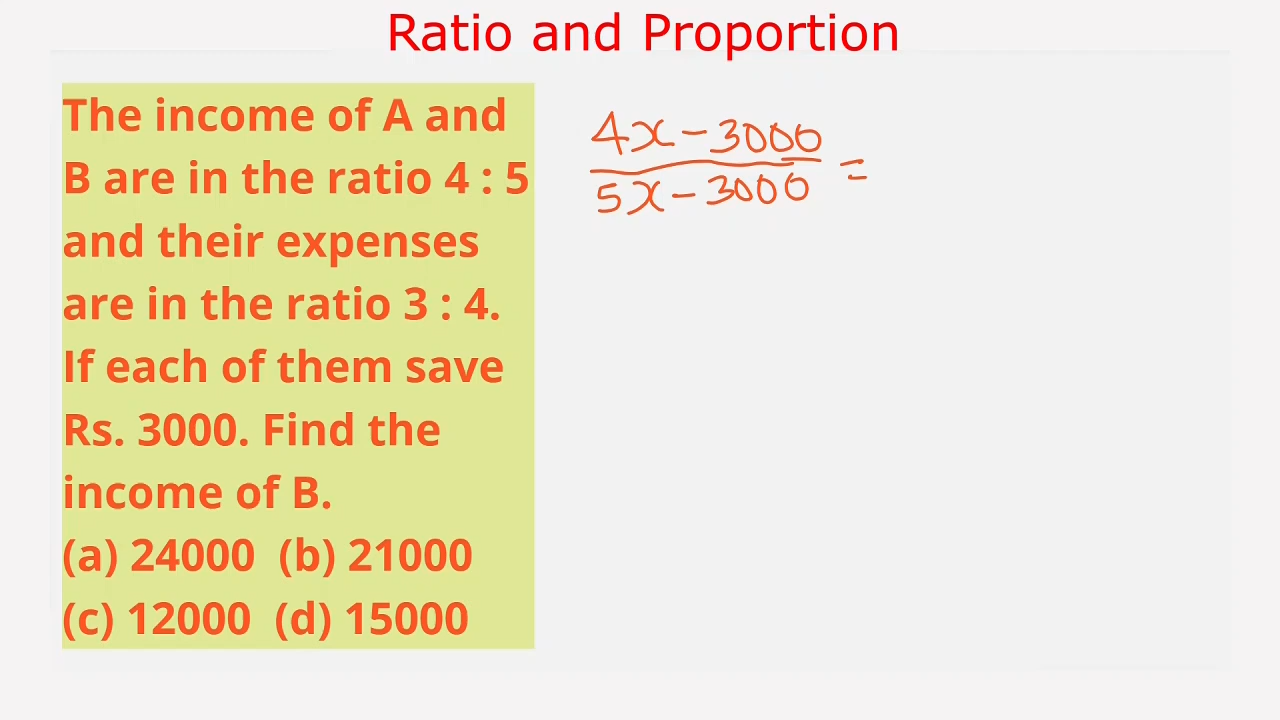 Ratio and Proportion
The income of A and
B are in the ratio 4 : 5
and their expenses
are in the ratio 3 : 4.
If each of them save
Rs. 3000. Find the
income of B.
(a) 24000 (b) 21000
(c) 12000 (d) 15000
4x - 3000
5x - 3000 =